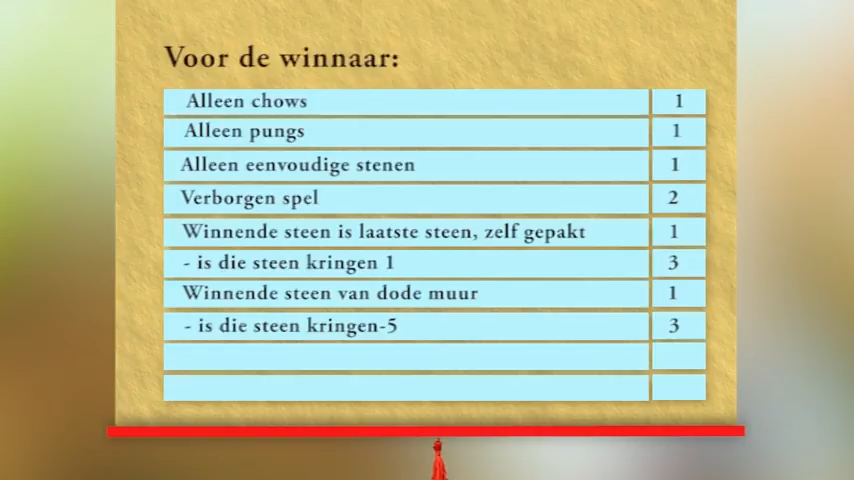 Voor de winnaar:
Alleen chows 1
Alleen pungs 1
Alleen eenvoudige stenen 1
Verborgen spel 2
Winnende steen is laatste steen, zelf gepakt 1
- is die steen kringen 1 3
Winnende steen van dode muur 1
- is die steen kringen-5 3